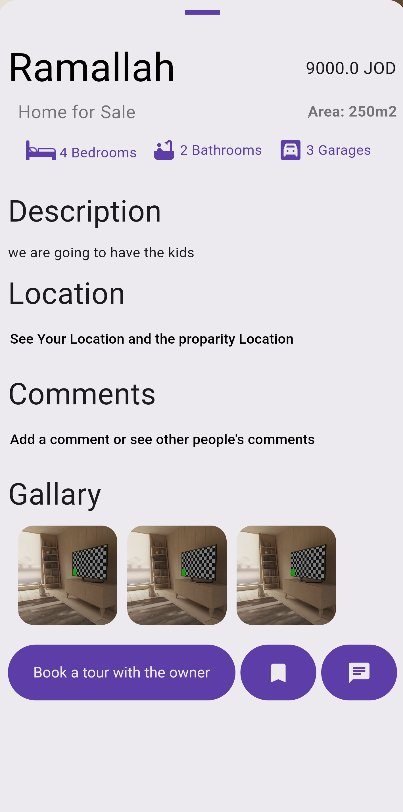 Ramallah
9000.0 JOD
Home for Sale
Area: 250m2
4 Bedrooms
2 Bathrooms
3 Garages
Description
we are going to have the kids
Location
See Your Location and the proparity Location
Comments
Add a comment or see other people's comments
Gallary
Book a tour with the owner